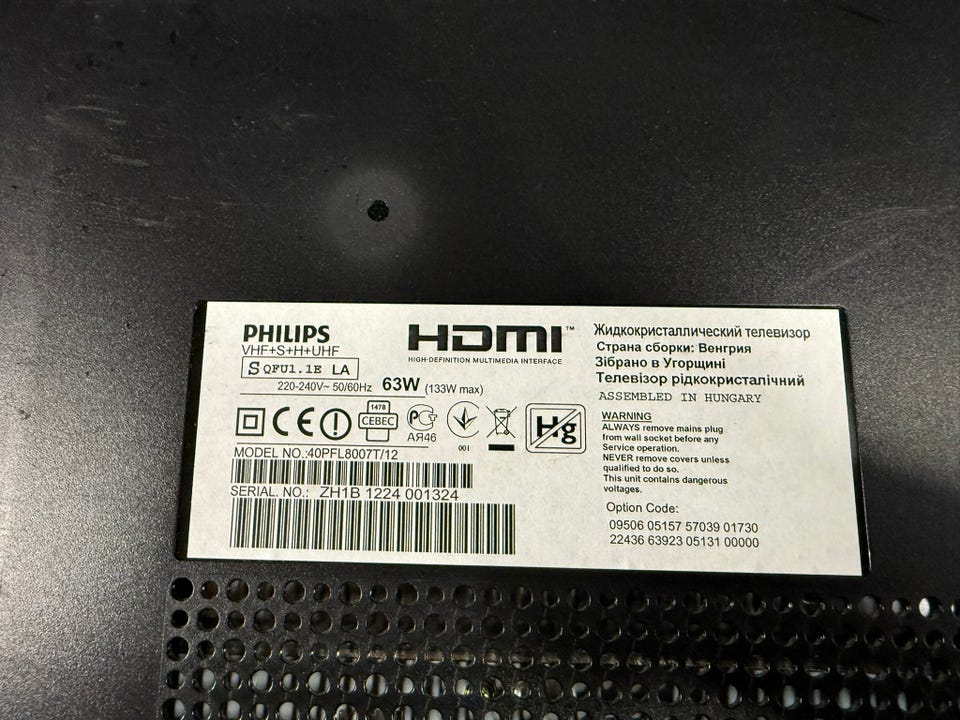 PHILIPS
VHF+S+H+UHF
S QFU1.1E LA
220-240V~ 50/60Hz 63W (133W max)
1478
CEBEC
РСТ
АЯ46
001
Hg
MODEL NO.:40PFL8007T/12
SERIAL. NO.: ZH1B 1224 001324
HDMI™
HIGH-DEFINITION MULTIMEDIA INTERFACE
Жидкокристаллический телевизор
Страна сборки: Венгрия
Зібрано в Угорщині
Телевізор рідкокристалічний
ASSEMBLED IN HUNGARY
WARNING
ALWAYS remove mains plug
from wall socket before any
Service operation.
NEVER remove covers unless
qualified to do so.
This unit contains dangerous
voltages.
Option Code:
09506 05157 57039 01730
22436 63923 05131 00000